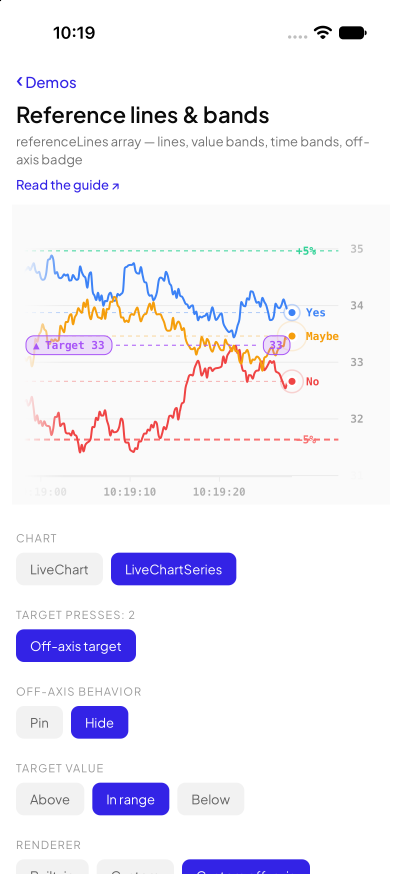 10:19
Demos
Reference lines & bands
referenceLines array — lines, value bands, time bands, off-
axis badge
Read the guide ↗
+5%
35
34
Yes
Maybe
▲ Target 33
33
33
No
32
-5%
10:19:10
10:19:20
CHART
LiveChart
LiveChartSeries
TARGET PRESSES: 2
Off-axis target
OFF-AXIS BEHAVIOR
Pin
Hide
TARGET VALUE
Above
In range
Below
RENDERER